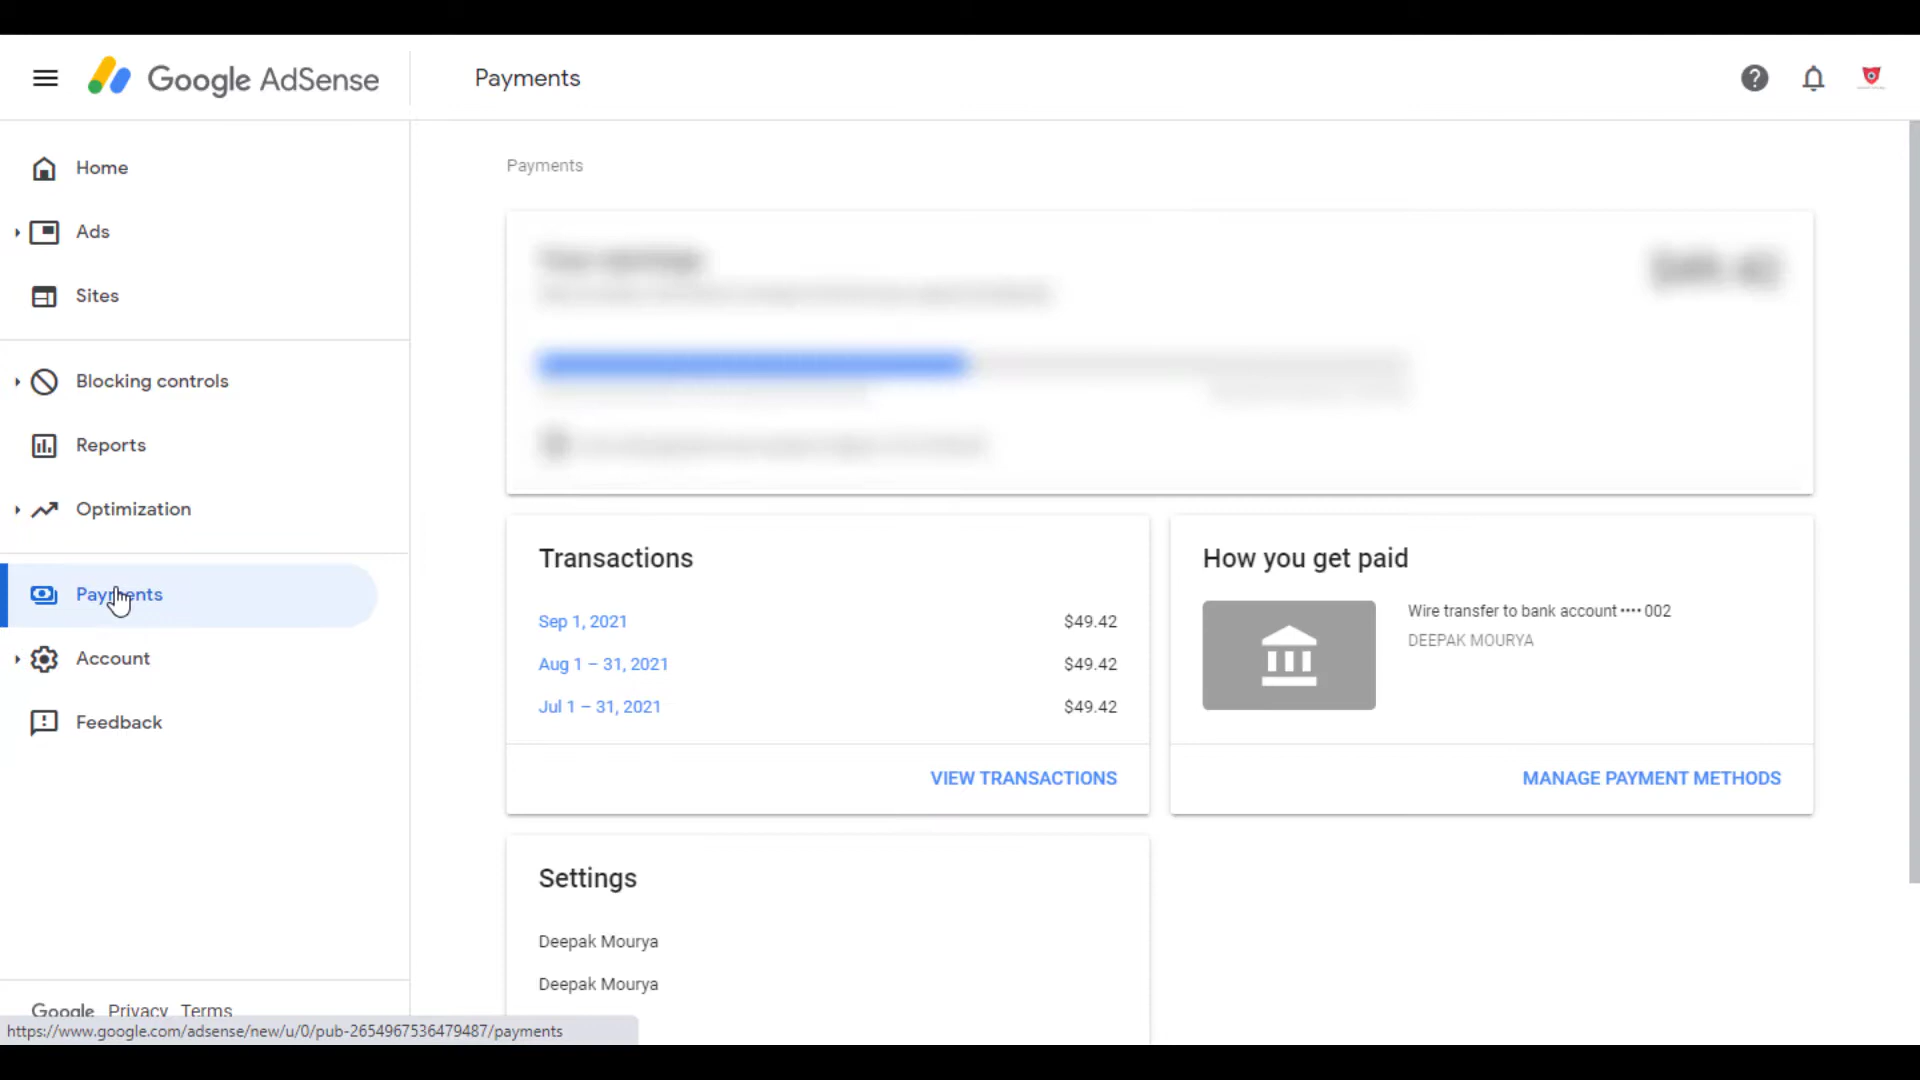 Google AdSense
Payments
Home
Ads
Sites
Blocking controls
Reports
Optimization
Payments
Account
Feedback
Google Privacy Terms
https://www.google.com/adsense/new/u/0/pub-2654967536479487/payments
Payments
Transactions
Sep 1, 2021 $49.42
Aug 1 – 31, 2021 $49.42
Jul 1 – 31, 2021 $49.42
VIEW TRANSACTIONS
How you get paid
Wire transfer to bank account •••• 002
DEEPAK MOURYA
MANAGE PAYMENT METHODS
Settings
Deepak Mourya
Deepak Mourya